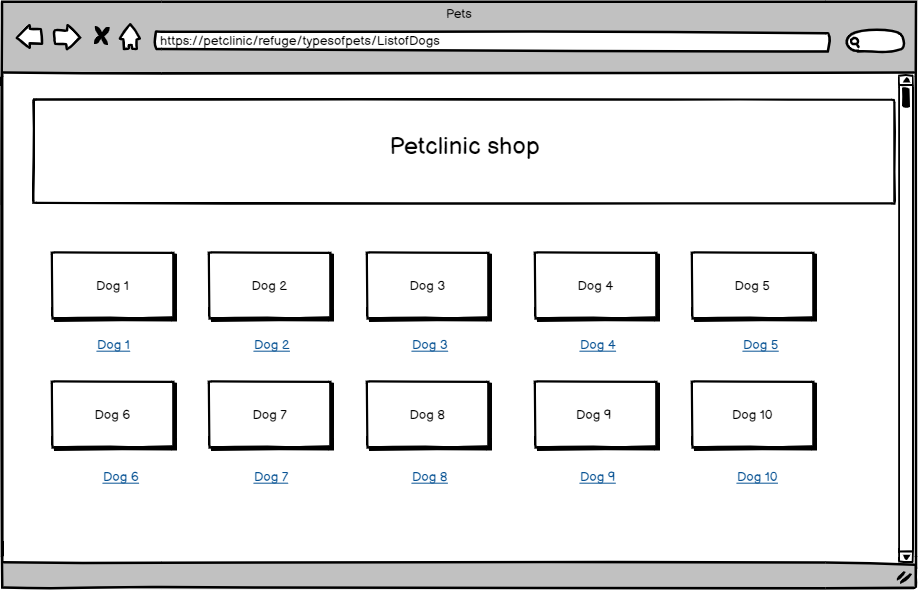 Pets
https://petclinic/refuge/typesofpets/ListofDogs
Petclinic shop
Dog 1 Dog 2 Dog 3 Dog 4 Dog 5
Dog 1 Dog 2 Dog 3 Dog 4 Dog 5
Dog 6 Dog 7 Dog 8 Dog 9 Dog 10
Dog 6 Dog 7 Dog 8 Dog 9 Dog 10